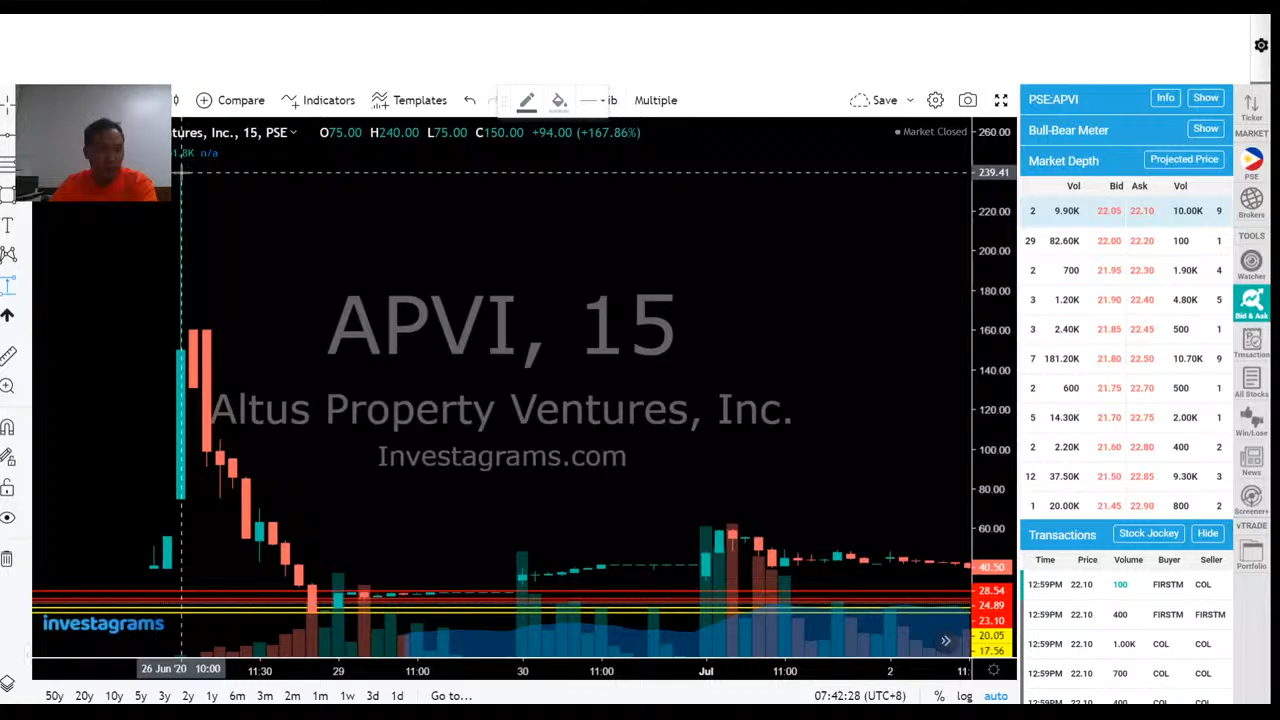 Compare Indicators Templates ib Multiple Save
tures, Inc., 15, PSE O75.00 H240.00 L75.00 C150.00 +94.00 (+167.86%) Market Closed
n/a
260.00
239.41
220.00
200.00
180.00
160.00
140.00
120.00
100.00
80.00
60.00
40.50
28.54
24.89
23.10
20.05
17.56
APVI, 15
Altus Property Ventures, Inc.
Investagrams.com
investagrams
26 Jun '20 10:00 11:30 29 11:00 30 11:00 Jul 11:00 2 11:
50y 20y 10y 5y 3y 2y 1y 6m 3m 2m 1m 1w 3d 1d Go to... 07:42:28 (UTC+8) % log auto
PSE:APVI Info Show
Bull-Bear Meter Show
Market Depth Projected Price
Vol Bid Ask Vol
2 9.90K 22.05 22.10 10.00K 9
29 82.60K 22.00 22.20 100 1
2 700 21.95 22.30 1.90K 4
3 1.20K 21.90 22.40 4.80K 5
3 2.40K 21.85 22.45 500 1
7 181.20K 21.80 22.50 10.70K 9
2 600 21.75 22.70 500 1
5 14.30K 21.70 22.75 2.00K 1
2 2.20K 21.60 22.80 400 2
12 37.50K 21.50 22.85 9.30K 3
1 20.00K 21.45 22.90 800 2
Transactions Stock Jockey Hide
Time Price Volume Buyer Seller
12:59PM 22.10 100 FIRSTM COL
12:59PM 22.10 400 FIRSTM FIRSTM
12:59PM 22.10 1.00K COL COL
12:59PM 22.10 700 COL COL
12:59PM 22.10 400 COL COL
Ticker
MARKET
PSE
Brokers
TOOLS
Watcher
Bid & Ask
Trnsaction
All Stocks
Win/Lose
News
Screeners
vTRADE
Portfolio